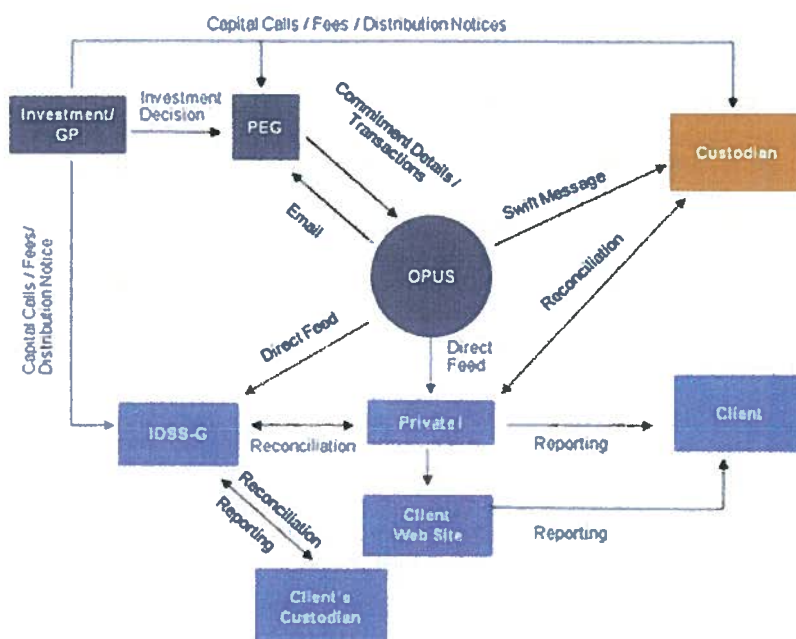 Capital Calls / Fees / Distribution Notices
Investment/
GP
Investment
Decision
PEG
Commitment Details /
Transactions
Custodian
Email
Swift Message
OPUS
Capital Calls / Fees/
Distribution Notice
Reconciliation
Direct Feed
Direct
Feed
IDSS-G
Reconciliation
Private I
Reporting
Client
Reconciliation
Reporting
Client
Web Site
Reporting
Client's
Custodian